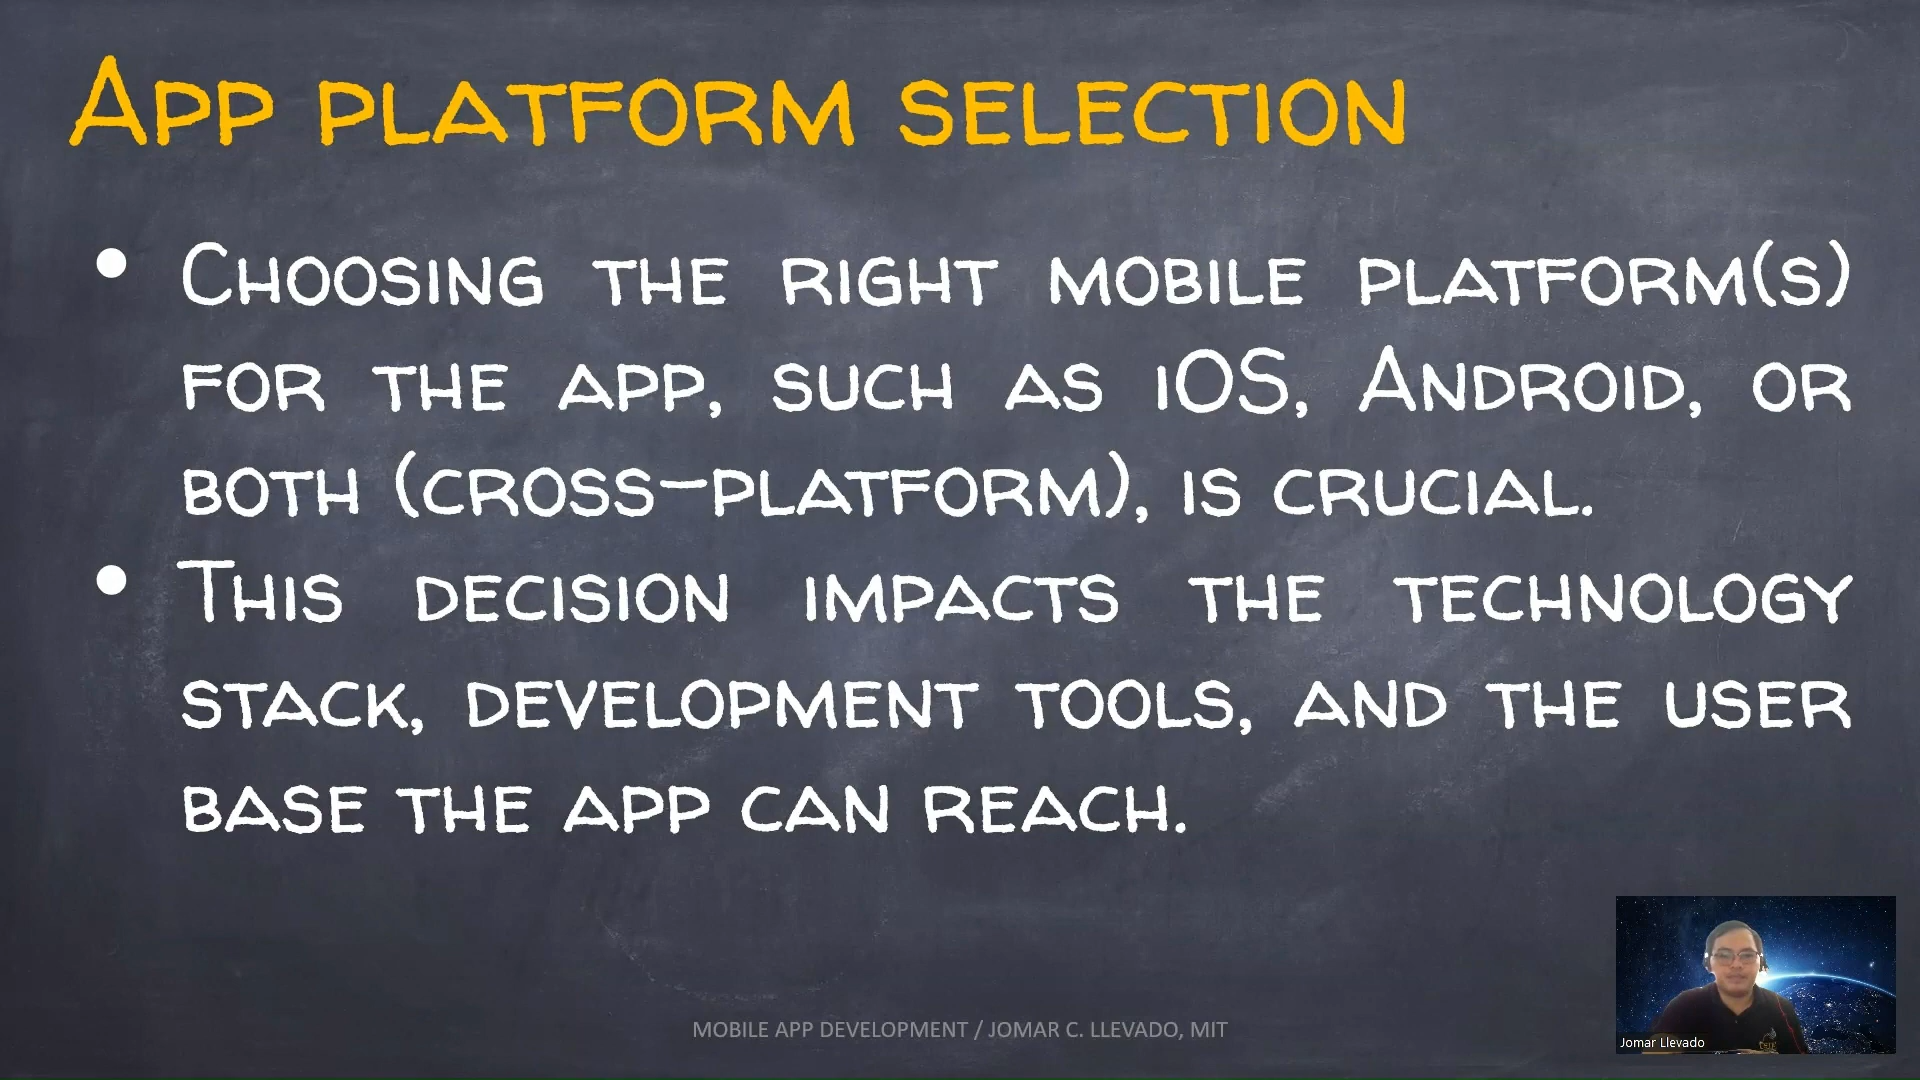 App platform selection
• Choosing the right mobile platform(s)
for the app, such as iOS, Android, or
both (cross-platform), is crucial.
• This decision impacts the technology
stack, development tools, and the user
base the app can reach.
MOBILE APP DEVELOPMENT / JOMAR C. LLEVADO, MIT
Jomar Llevado